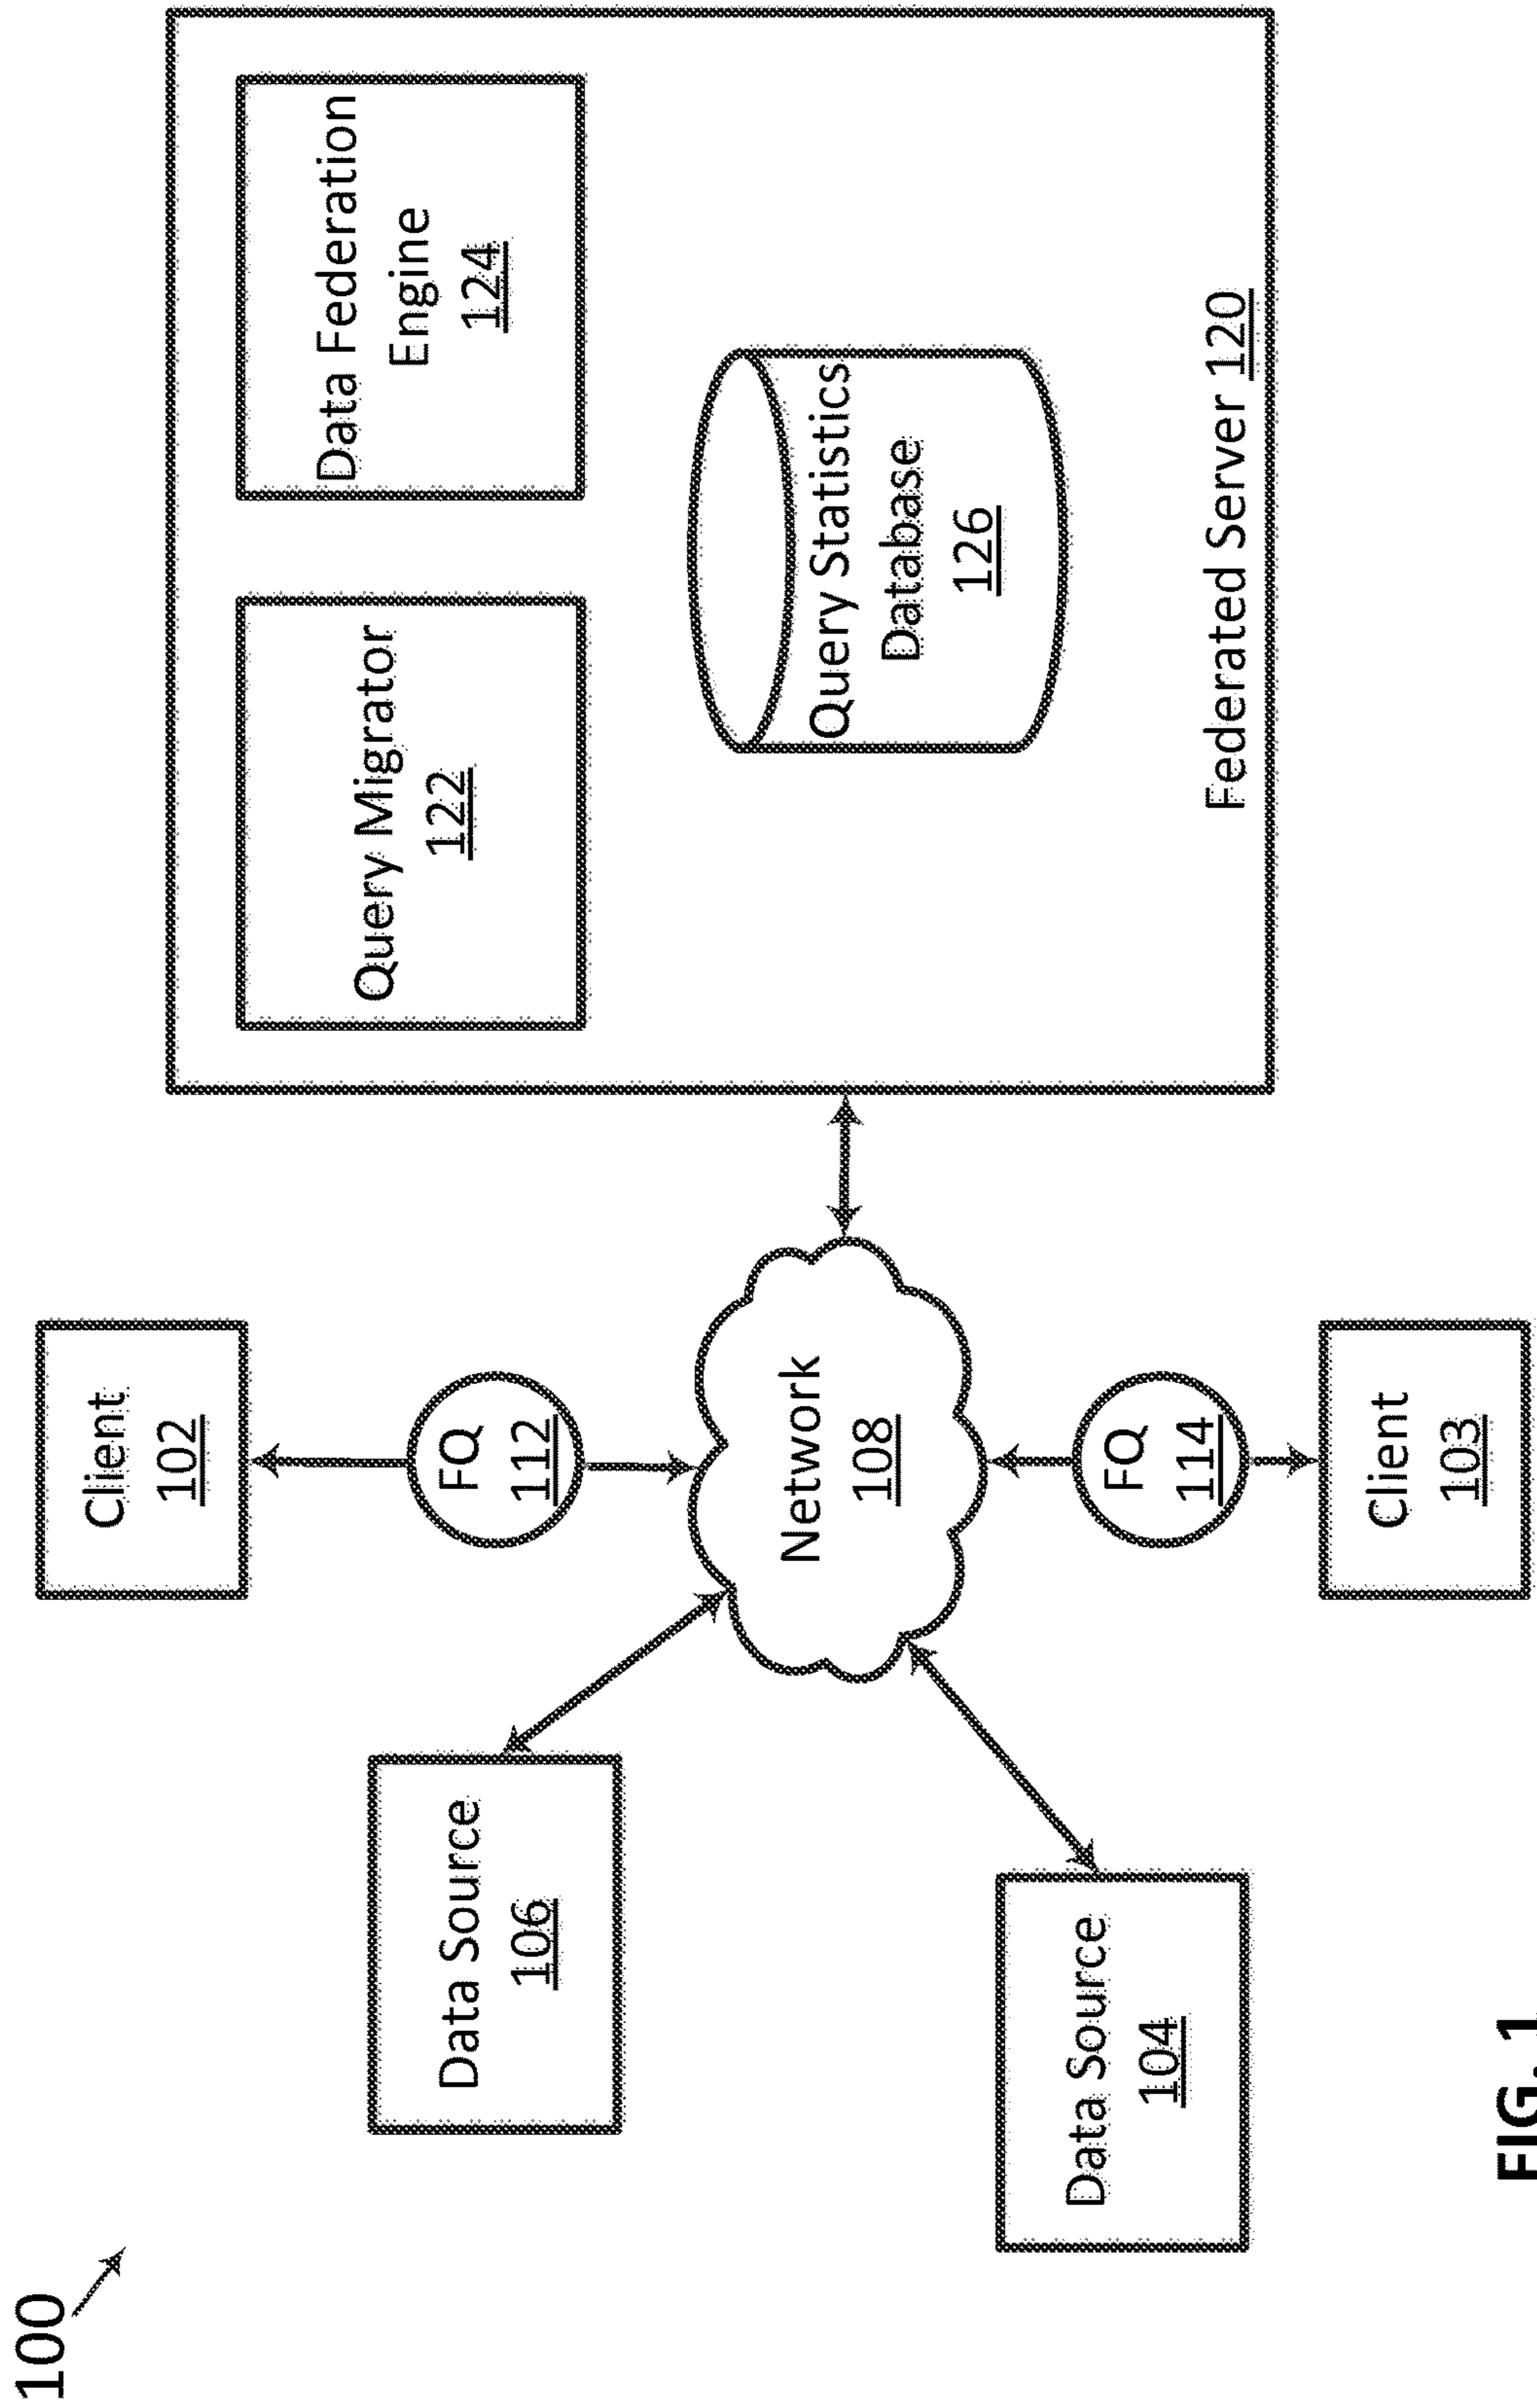 100
Client
102
FQ
112
Data Source
106
Network
108
Data Source
104
FQ
114
Client
103
Query Migrator
122
Data Federation
Engine
124
Query Statistics
Database
126
Federated Server 120
FIG. 1